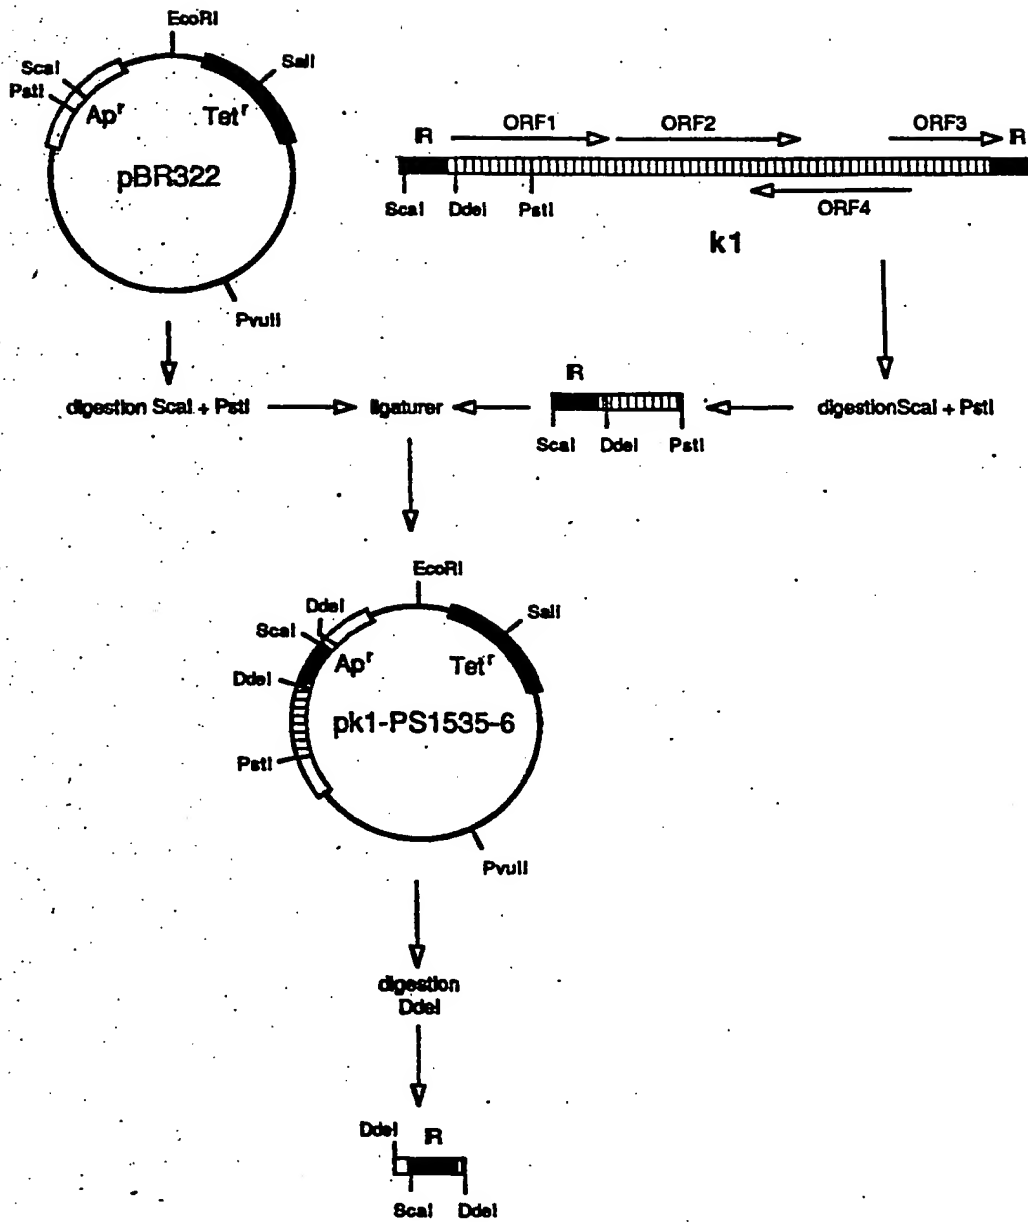 EcoRI
ScaI
SalI
PstI
Apʳ
Tetʳ
pBR322
PvuII
IR
ORF1
ORF2
ORF3
IR
ScaI
DdeI
PstI
ORF4
k1
digestion ScaI + PstI
ligaturer
IR
ScaI
DdeI
PstI
digestionScaI + PstI
EcoRI
DdeI
SalI
ScaI
Apʳ
Tetʳ
DdeI
pk1-PS1535-6
PstI
PvuII
digestion
DdeI
DdeI
IR
ScaI
DdeI